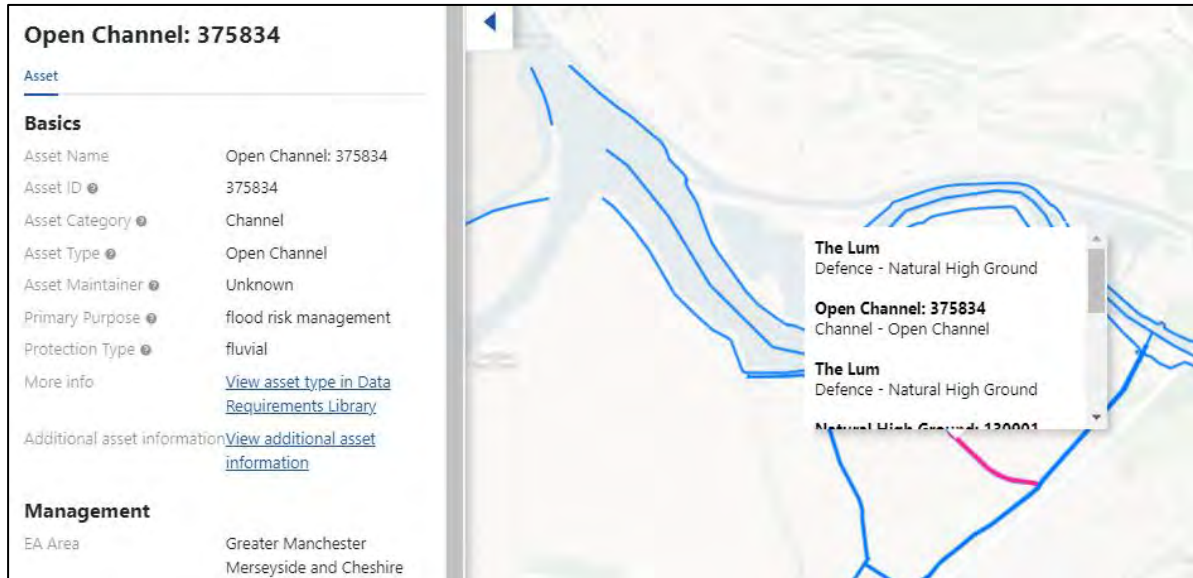 Open Channel: 375834
Asset
Basics
Asset Name Open Channel: 375834
Asset ID 375834
Asset Category Channel
Asset Type Open Channel
Asset Maintainer Unknown
Primary Purpose flood risk management
Protection Type fluvial
More info View asset type in Data
Requirements Library
Additional asset information View additional asset
information
Management
EA Area Greater Manchester
Merseyside and Cheshire
The Lum
Defence - Natural High Ground
Open Channel: 375834
Channel - Open Channel
The Lum
Defence - Natural High Ground
Natural High Ground: